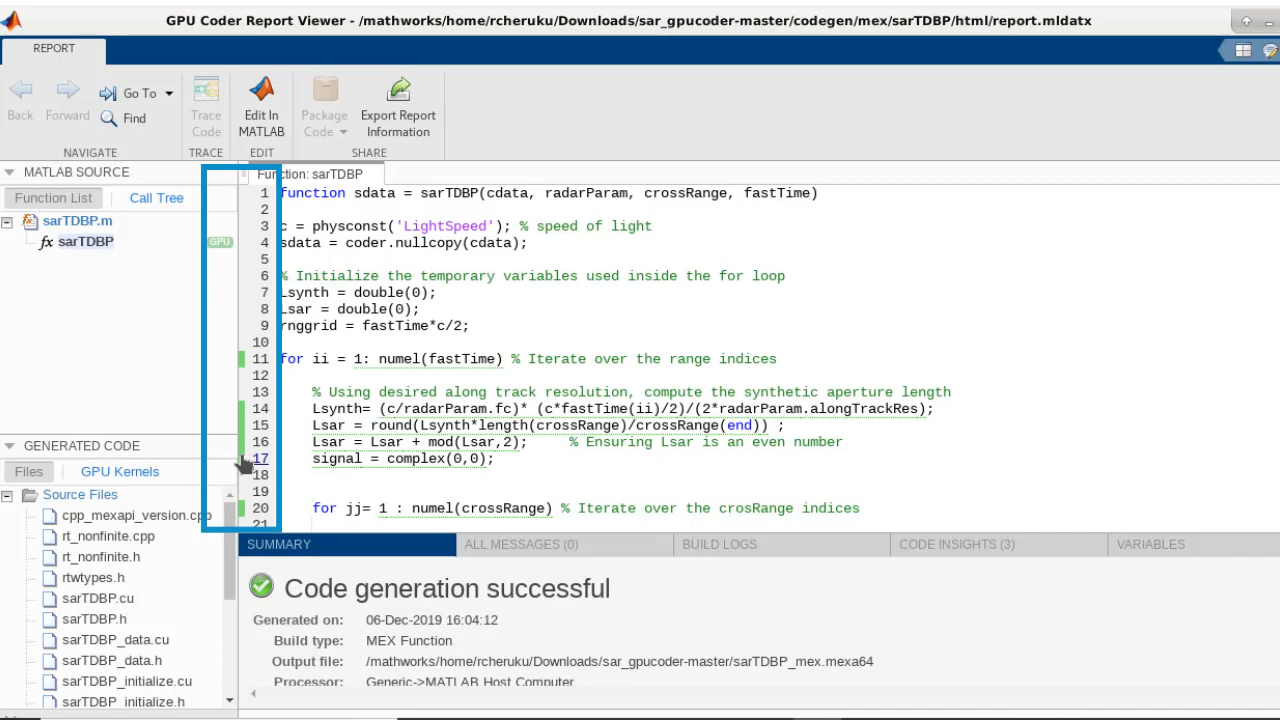 GPU Coder Report Viewer - /mathworks/home/rcheruku/Downloads/sar_gpucoder-master/codegen/mex/sarTDBP/html/report.mldatx
REPORT
Back
Forward
Go To
Find
NAVIGATE
Trace
Code
TRACE
Edit In
MATLAB
EDIT
Package
Code
Export Report
Information
SHARE
MATLAB SOURCE
Function List
Call Tree
sarTDBP.m
fx sarTDBP
GPU
GENERATED CODE
Files
GPU Kernels
Source Files
cpp_mexapi_version.cpp
rt_nonfinite.cpp
rt_nonfinite.h
rtwtypes.h
sarTDBP.cu
sarTDBP.h
sarTDBP_data.cu
sarTDBP_data.h
sarTDBP_initialize.cu
sarTDBP_initialize.h
Function: sarTDBP
1 function sdata = sarTDBP(cdata, radarParam, crossRange, fastTime)
2
3 c = physconst('LightSpeed'); % speed of light
4 sdata = coder.nullcopy(cdata);
5
6 % Initialize the temporary variables used inside the for loop
7 Lsynth = double(0);
8 Lsar = double(0);
9 rnggrid = fastTime*c/2;
10
11 for ii = 1: numel(fastTime) % Iterate over the range indices
12
13 % Using desired along track resolution, compute the synthetic aperture length
14 Lsynth= (c/radarParam.fc)* (c*fastTime(ii)/2)/(2*radarParam.alongTrackRes);
15 Lsar = round(Lsynth*length(crossRange)/crossRange(end)) ;
16 Lsar = Lsar + mod(Lsar,2); % Ensuring Lsar is an even number
17 signal = complex(0,0);
18
19
20 for jj= 1 : numel(crossRange) % Iterate over the crosRange indices
21
SUMMARY
ALL MESSAGES (0)
BUILD LOGS
CODE INSIGHTS (3)
VARIABLES
Code generation successful
Generated on: 06-Dec-2019 16:04:12
Build type: MEX Function
Output file: /mathworks/home/rcheruku/Downloads/sar_gpucoder-master/sarTDBP_mex.mexa64
Processor: Generic->MATLAB Host Computer